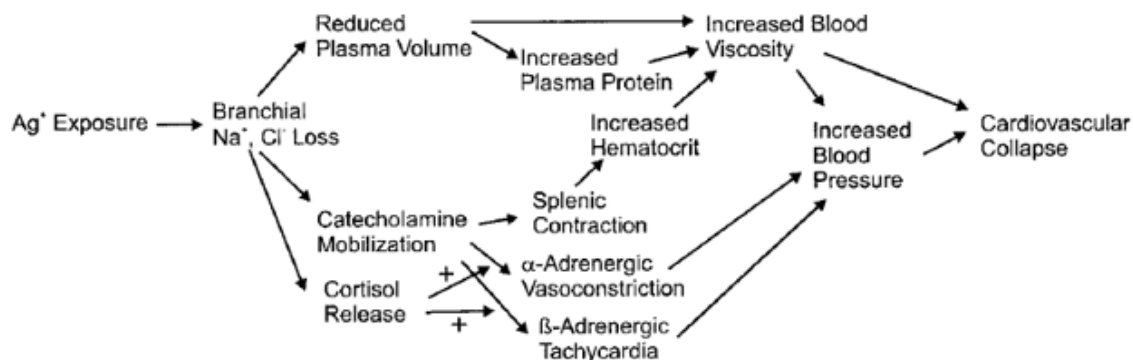 Reduced
Plasma Volume
Increased Blood
Viscosity
Increased
Plasma Protein
Ag⁺ Exposure
Branchial
Na⁺, Cl⁻ Loss
Increased
Hematocrit
Increased
Blood
Pressure
Cardiovascular
Collapse
Splenic
Contraction
Catecholamine
Mobilization
+
α-Adrenergic
Vasoconstriction
Cortisol
Release
+
ß-Adrenergic
Tachycardia